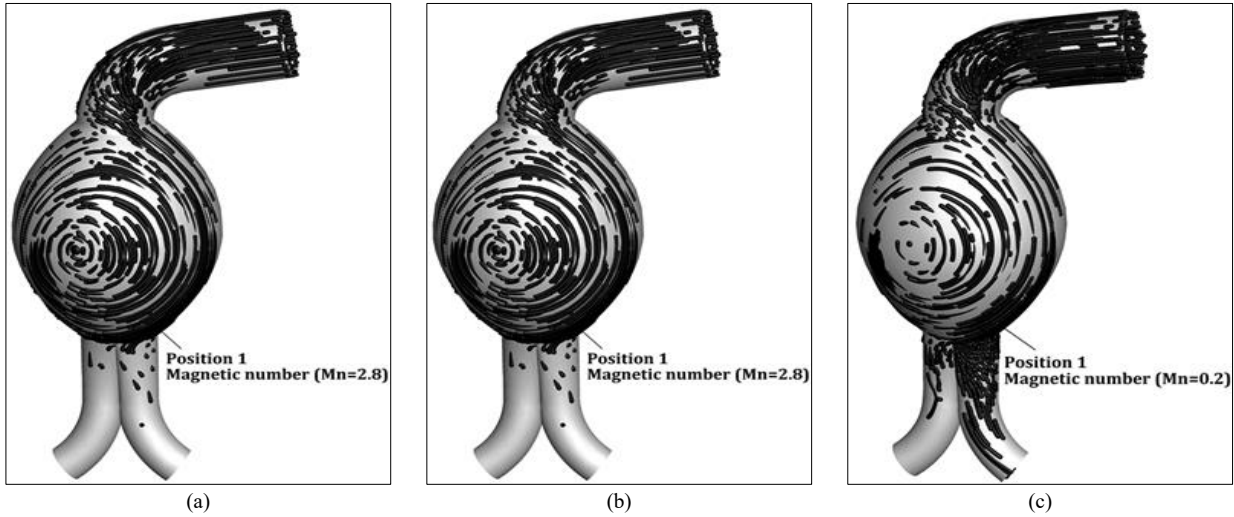 Position 1
Magnetic number (Mn=2.8)
Position 1
Magnetic number (Mn=2.8)
Position 1
Magnetic number (Mn=0.2)
(a)
(b)
(c)